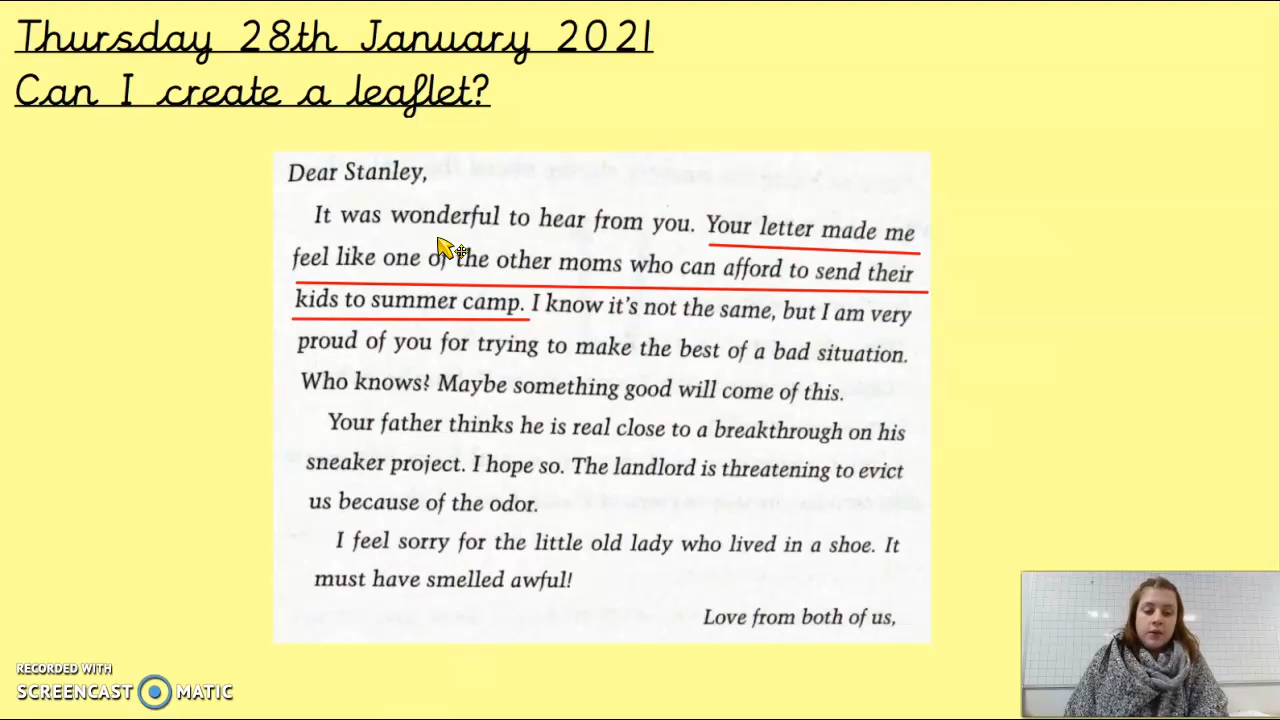 Thursday 28th January 2021
Can I create a leaflet?
Dear Stanley,
It was wonderful to hear from you. Your letter made me
feel like one of the other moms who can afford to send their
kids to summer camp. I know it's not the same, but I am very
proud of you for trying to make the best of a bad situation.
Who knows? Maybe something good will come of this.
Your father thinks he is real close to a breakthrough on his
sneaker project. I hope so. The landlord is threatening to evict
us because of the odor.
I feel sorry for the little old lady who lived in a shoe. It
must have smelled awful!
Love from both of us,
RECORDED WITH
SCREENCAST MATIC